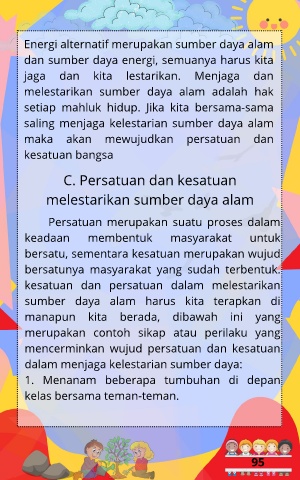 Energi alternatif merupakan sumber daya alam
dan sumber daya energi, semuanya harus kita
jaga dan kita lestarikan. Menjaga dan
melestarikan sumber daya alam adalah hak
setiap mahluk hidup. Jika kita bersama-sama
saling menjaga kelestarian sumber daya alam
maka akan mewujudkan persatuan dan
kesatuan bangsa
C. Persatuan dan kesatuan
melestarikan sumber daya alam
Persatuan merupakan suatu proses dalam
keadaan membentuk masyarakat untuk
bersatu, sementara kesatuan merupakan wujud
bersatunya masyarakat yang sudah terbentuk.
kesatuan dan persatuan dalam melestarikan
sumber daya alam harus kita terapkan di
manapun kita berada, dibawah ini yang
merupakan contoh sikap atau perilaku yang
mencerminkan wujud persatuan dan kesatuan
dalam menjaga kelestarian sumber daya:
1. Menanam beberapa tumbuhan di depan
kelas bersama teman-teman.
95